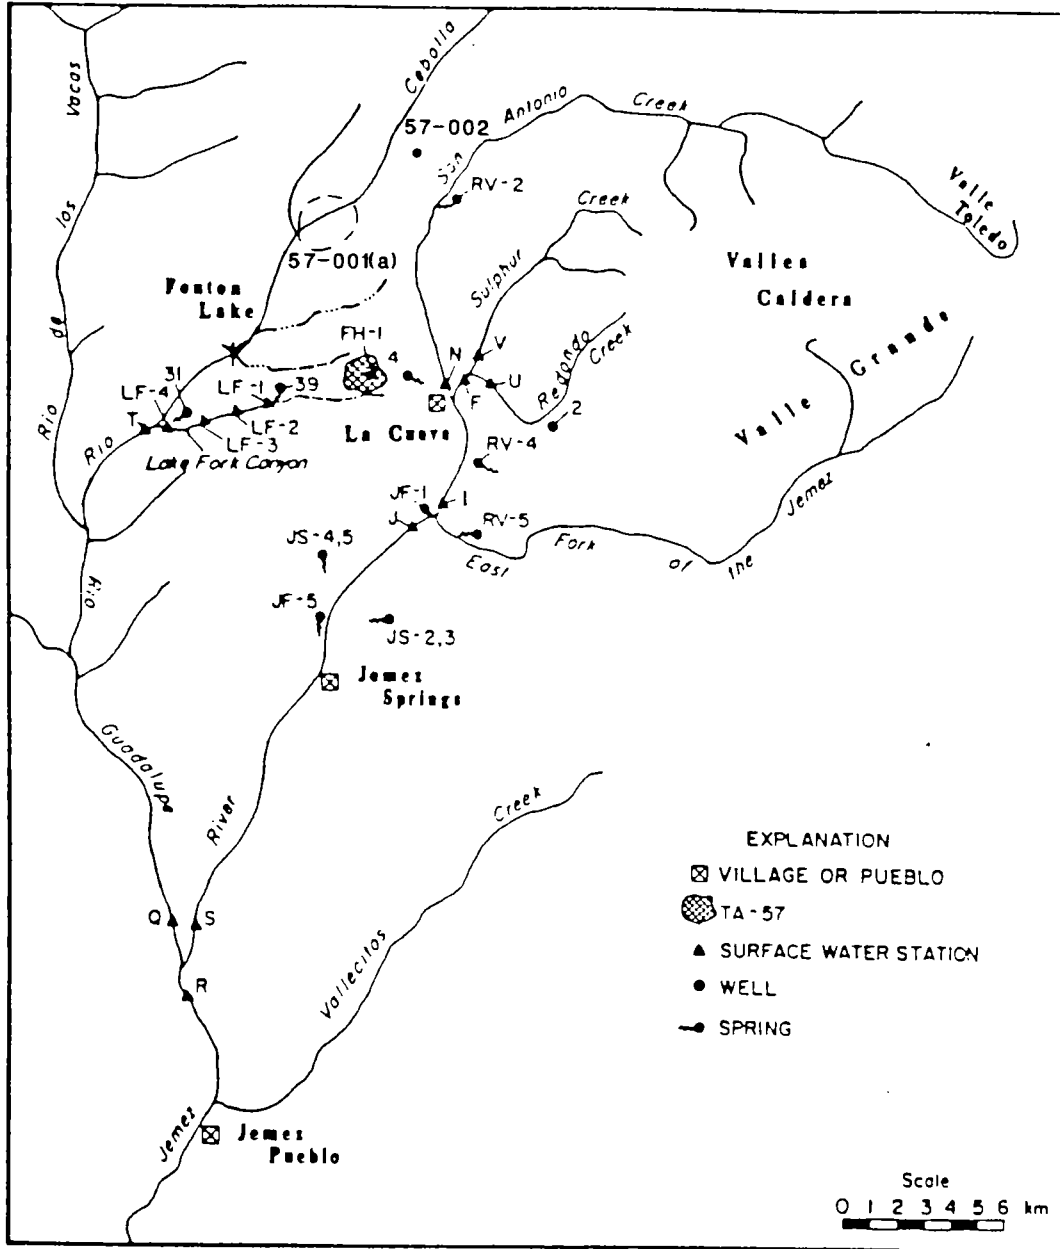 Vacas
Cebolla
Antonio
Creek
57-002
San
RV-2
Valle
Toledo
los
Creek
57-001(a)
Sulphur
Valles
Caldera
Fenton
Lake
de
FH-1
N
V
Redondo
Creek
Valle Grande
31
LF-4
LF-1
39
4
F
U
T
LF-2
2
LF-3
La Cueva
Rio
Rio
Lake Fork Canyon
RV-4
JF-1
I
J
RV-5
Jemez
JS-4,5
East Fork of the
Rio
JF-5
JS-2,3
Jemez
Springs
Guadalupe
River
Creek
EXPLANATION
VILLAGE OR PUEBLO
TA-57
Q
S
SURFACE WATER STATION
Vallecitos
R
WELL
SPRING
Jemez
Jemez
Pueblo
Scale
0 1 2 3 4 5 6 km